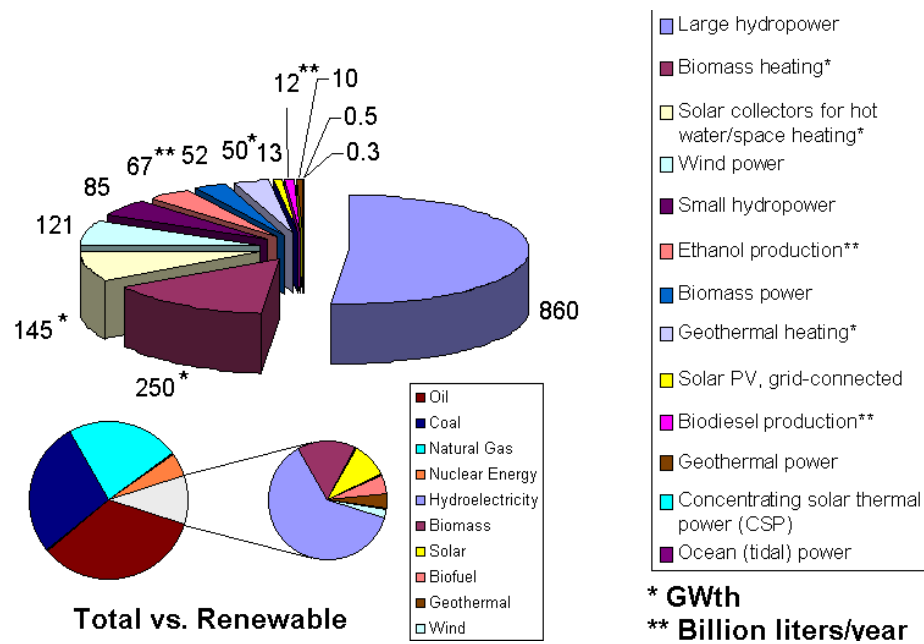 12**
10
0.5
0.3
50*
13
52
67**
85
121
145 *
250 *
860
Large hydropower
Biomass heating*
Solar collectors for hot
water/space heating*
Wind power
Small hydropower
Ethanol production**
Biomass power
Geothermal heating*
Solar PV, grid-connected
Biodiesel production**
Geothermal power
Concentrating solar thermal
power (CSP)
Ocean (tidal) power
* GWth
** Billion liters/year
Oil
Coal
Natural Gas
Nuclear Energy
Hydroelectricity
Biomass
Solar
Biofuel
Geothermal
Wind
Total vs. Renewable